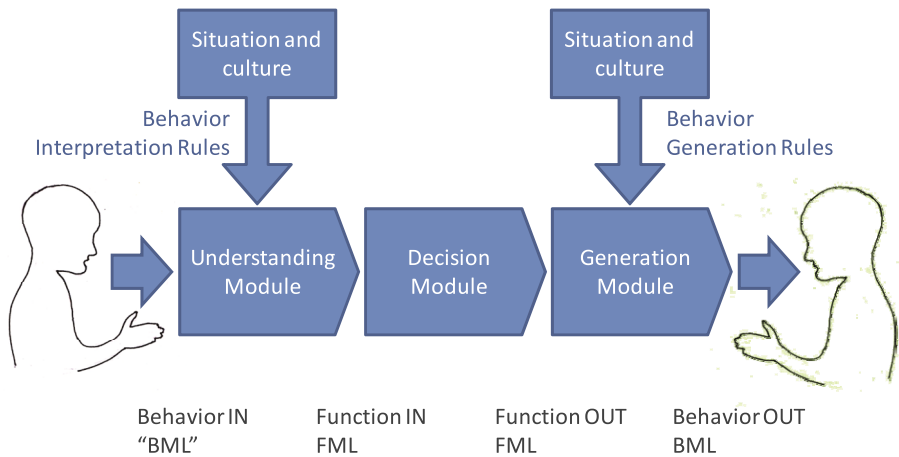 Situation and
culture
Situation and
culture
Behavior
Interpretation Rules
Behavior
Generation Rules
Understanding
Module
Decision
Module
Generation
Module
Behavior IN
“BML”
Function IN
FML
Function OUT
FML
Behavior OUT
BML